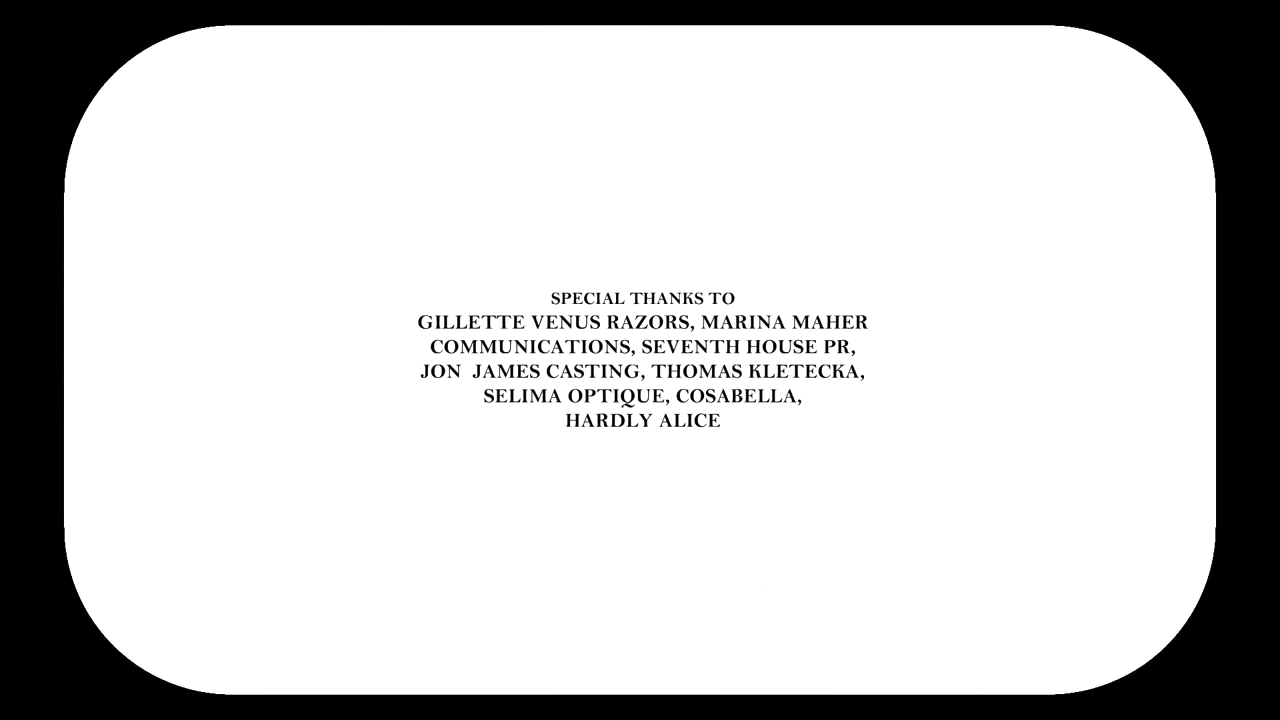 SPECIAL THANKS TO
GILLETTE VENUS RAZORS, MARINA MAHER
COMMUNICATIONS, SEVENTH HOUSE PR,
JON  JAMES CASTING, THOMAS KLETECKA,
SELIMA OPTIQUE, COSABELLA,
HARDLY ALICE